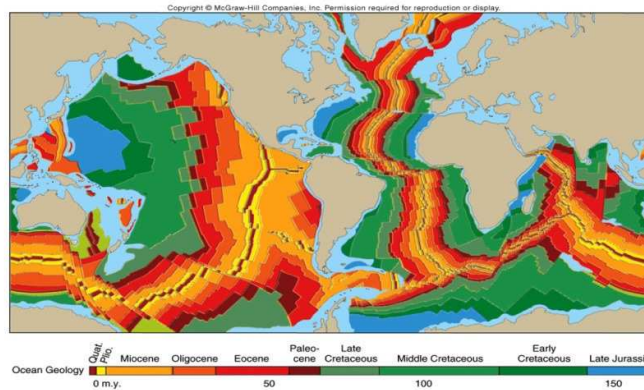 Copyright © McGraw-Hill Companies, Inc. Permission required for reproduction or display.
Ocean Geology
Quat.
Plio.
Miocene
Oligocene
Eocene
Paleo-
cene
Late
Cretaceous
Middle Cretaceous
Early
Cretaceous
Late Jurassi
0 m.y.
50
100
150